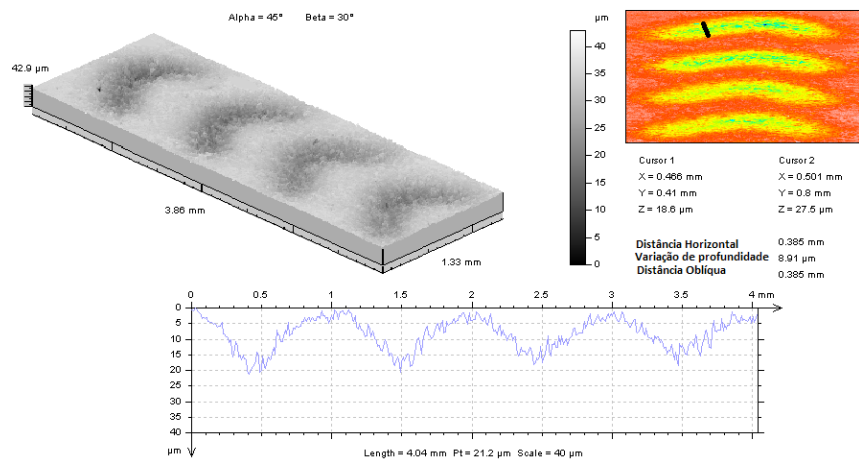 Alpha = 45°    Beta = 30°
42.9 µm
3.86 mm
1.33 mm
µm
40
35
30
25
20
15
10
5
0
Cursor 1    Cursor 2
X = 0.466 mm    X = 0.501 mm
Y = 0.41 mm    Y = 0.8 mm
Z = 18.6 µm    Z = 27.5 µm
Distância Horizontal    0.385 mm
Variação de profundidade    8.91 µm
Distância Oblíqua    0.385 mm
0    0.5    1    1.5    2    2.5    3    3.5    4 mm
0
5
10
15
20
25
30
35
40
µm
Length = 4.04 mm  Pt = 21.2 µm  Scale = 40 µm